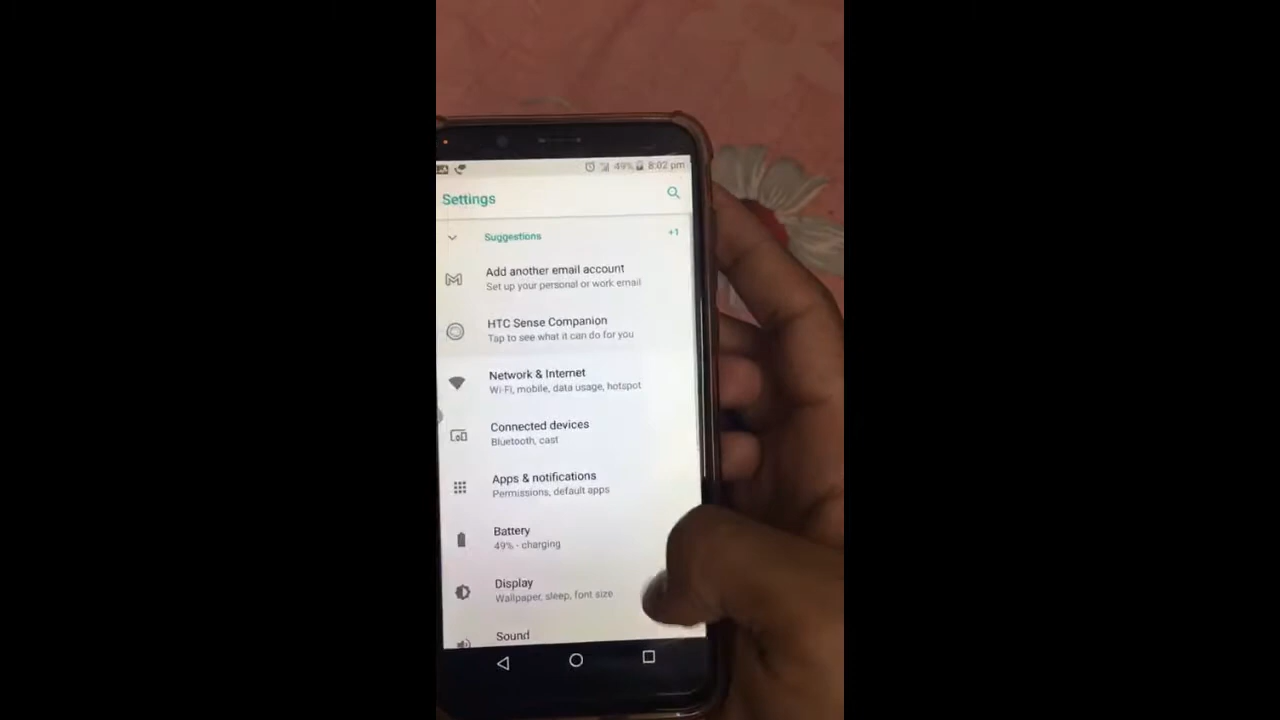 49% 8:02 pm
Settings
Suggestions +1
Add another email account
Set up your personal or work email
HTC Sense Companion
Tap to see what it can do for you
Network & Internet
Wi-Fi, mobile, data usage, hotspot
Connected devices
Bluetooth, cast
Apps & notifications
Permissions, default apps
Battery
49% - charging
Display
Wallpaper, sleep, font size
Sound